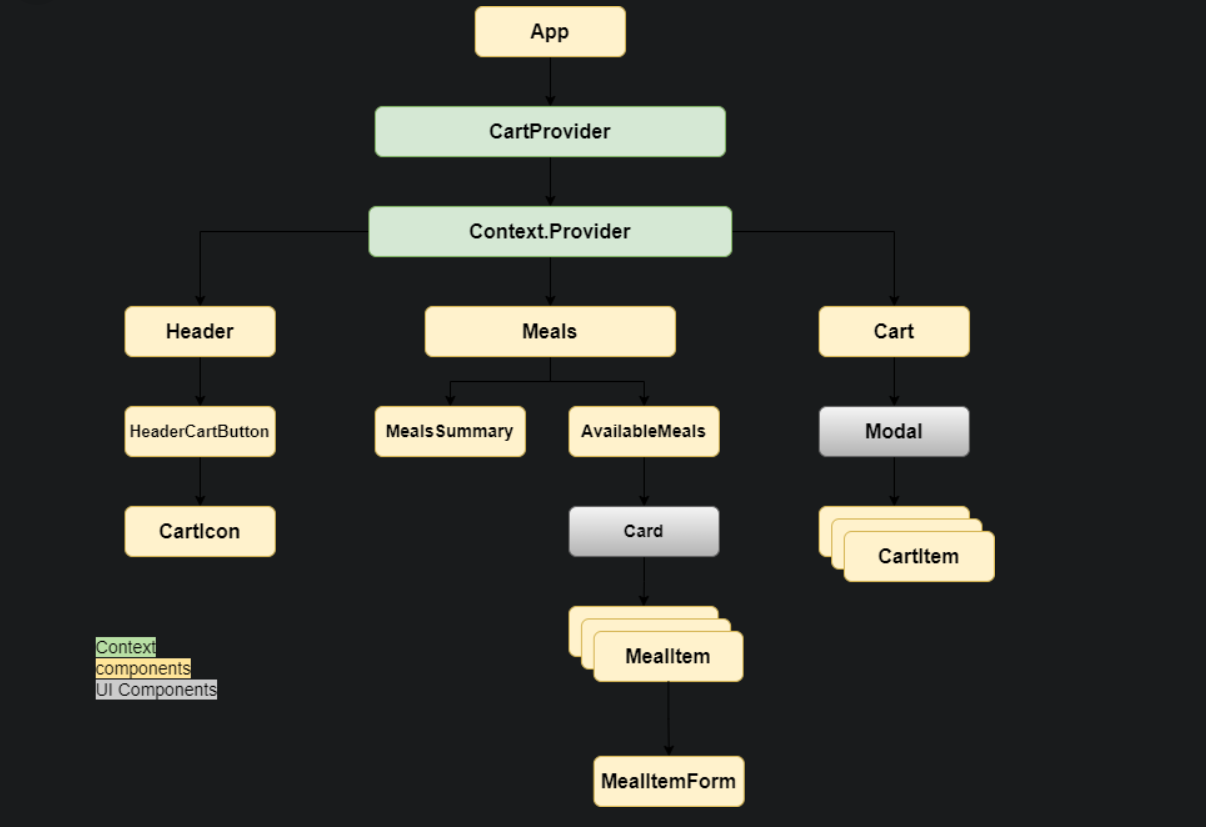 App
CartProvider
Context.Provider
Header
Meals
Cart
HeaderCartButton
MealsSummary
AvailableMeals
Modal
CartIcon
Card
CartItem
MealItem
MealItemForm
Context
components
UI Components